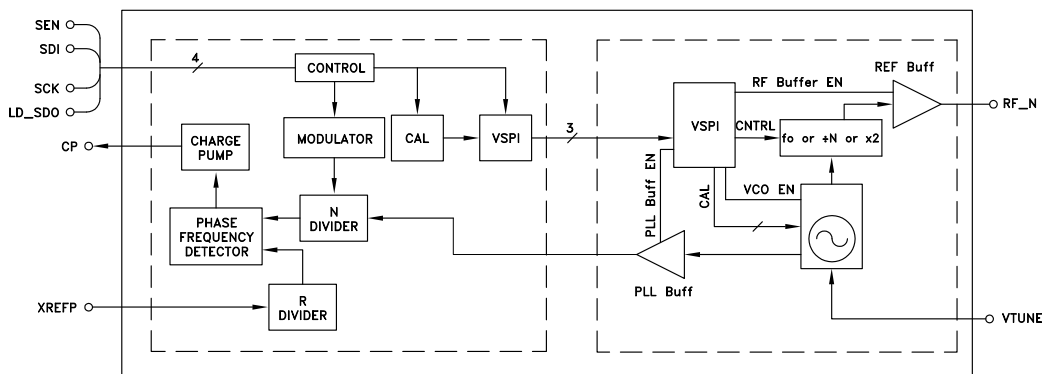 SEN
SDI
SCK
LD_SDO
CP
XREFP
4
CONTROL
MODULATOR
CAL
VSPI
CHARGE
PUMP
PHASE
FREQUENCY
DETECTOR
N
DIVIDER
R
DIVIDER
3
VSPI
RF Buffer EN
CNTRL
REF Buff
fo or ÷N or x2
PLL Buff EN
CAL
VCO EN
PLL Buff
RF_N
VTUNE